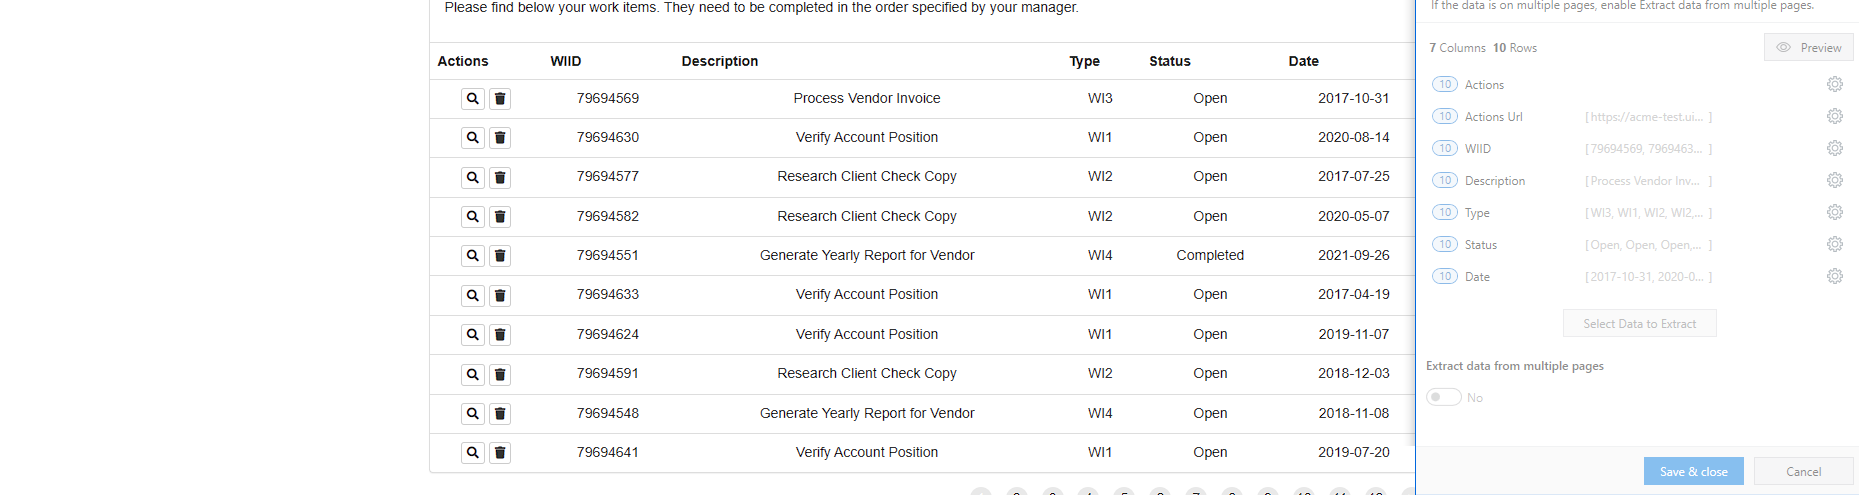 Please find below your work items. They need to be completed in the order specified by your manager.
Actions WIID Description Type Status Date
79694569 Process Vendor Invoice WI3 Open 2017-10-31
79694630 Verify Account Position WI1 Open 2020-08-14
79694577 Research Client Check Copy WI2 Open 2017-07-25
79694582 Research Client Check Copy WI2 Open 2020-05-07
79694551 Generate Yearly Report for Vendor WI4 Completed 2021-09-26
79694633 Verify Account Position WI1 Open 2017-04-19
79694624 Verify Account Position WI1 Open 2019-11-07
79694591 Research Client Check Copy WI2 Open 2018-12-03
79694548 Generate Yearly Report for Vendor WI4 Open 2018-11-08
79694641 Verify Account Position WI1 Open 2019-07-20
If the data is on multiple pages, enable Extract data from multiple pages.
7 Columns 10 Rows Preview
10 Actions
10 Actions Url [https://acme-test.ui... ]
10 WIID [79694569, 7969463... ]
10 Description [Process Vendor Inv... ]
10 Type [WI3, WI1, WI2, WI2,... ]
10 Status [Open, Open, Open,... ]
10 Date [2017-10-31, 2020-0... ]
Select Data to Extract
Extract data from multiple pages
No
Save & close Cancel